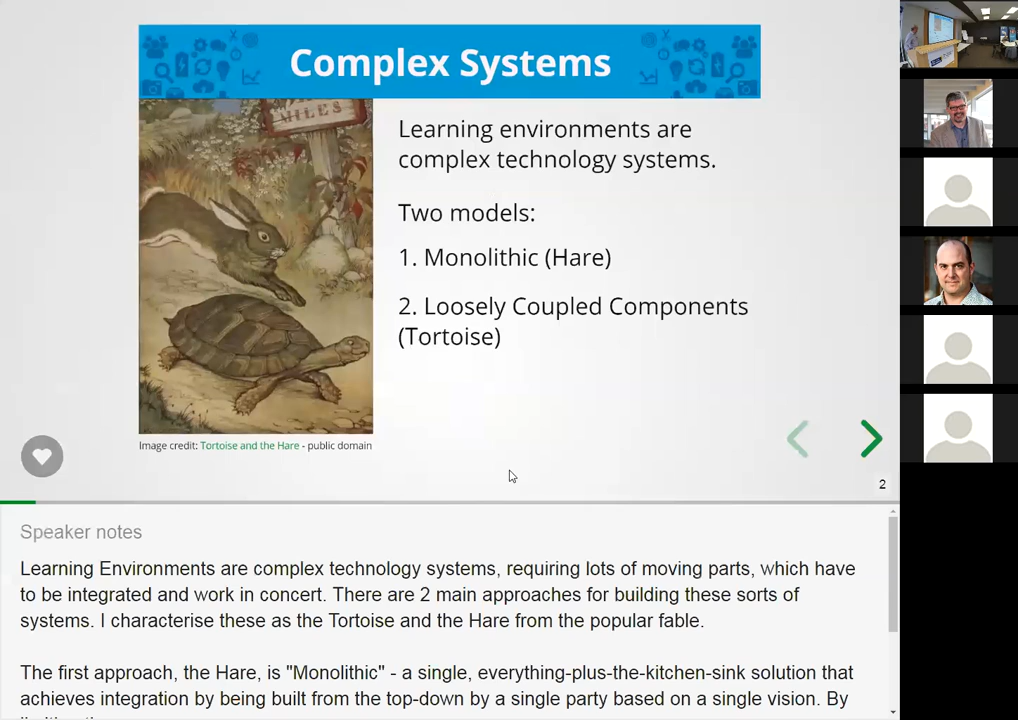 Complex Systems
MILES
Learning environments are
complex technology systems.
Two models:
1. Monolithic (Hare)
2. Loosely Coupled Components
(Tortoise)
Image credit: Tortoise and the Hare - public domain
2
Speaker notes
Learning Environments are complex technology systems, requiring lots of moving parts, which have
to be integrated and work in concert. There are 2 main approaches for building these sorts of
systems. I characterise these as the Tortoise and the Hare from the popular fable.
The first approach, the Hare, is "Monolithic" - a single, everything-plus-the-kitchen-sink solution that
achieves integration by being built from the top-down by a single party based on a single vision. By